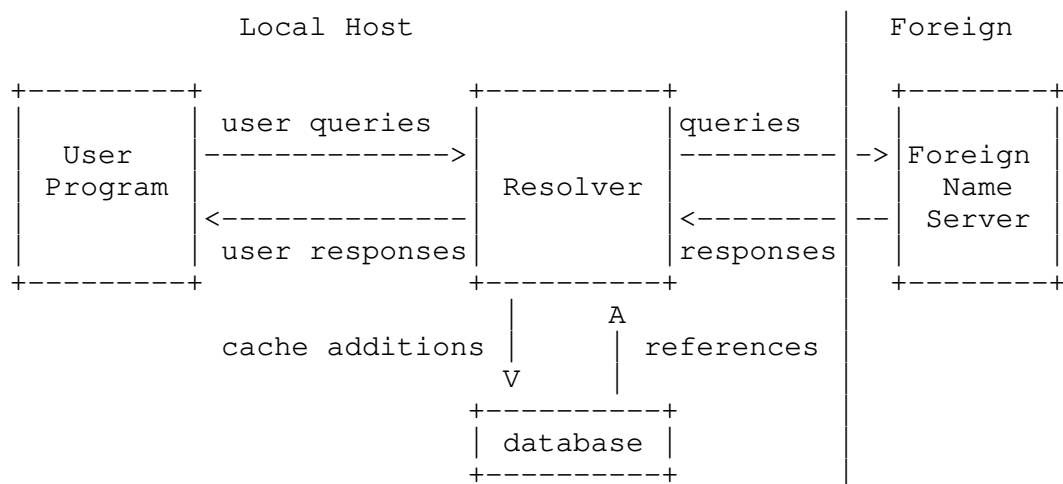 Local Host | Foreign
|
+---------+ +----------+ | +--------+
| | user queries | |queries | | |
| User |-------------->| |---------|->|Foreign |
| Program | | Resolver | | | Name |
| |<--------------| |<--------|--| Server |
| | user responses| |responses| | |
+---------+ +----------+ | +--------+
| A |
cache additions | | references |
V | |
+----------+ |
| database | |
+----------+ |